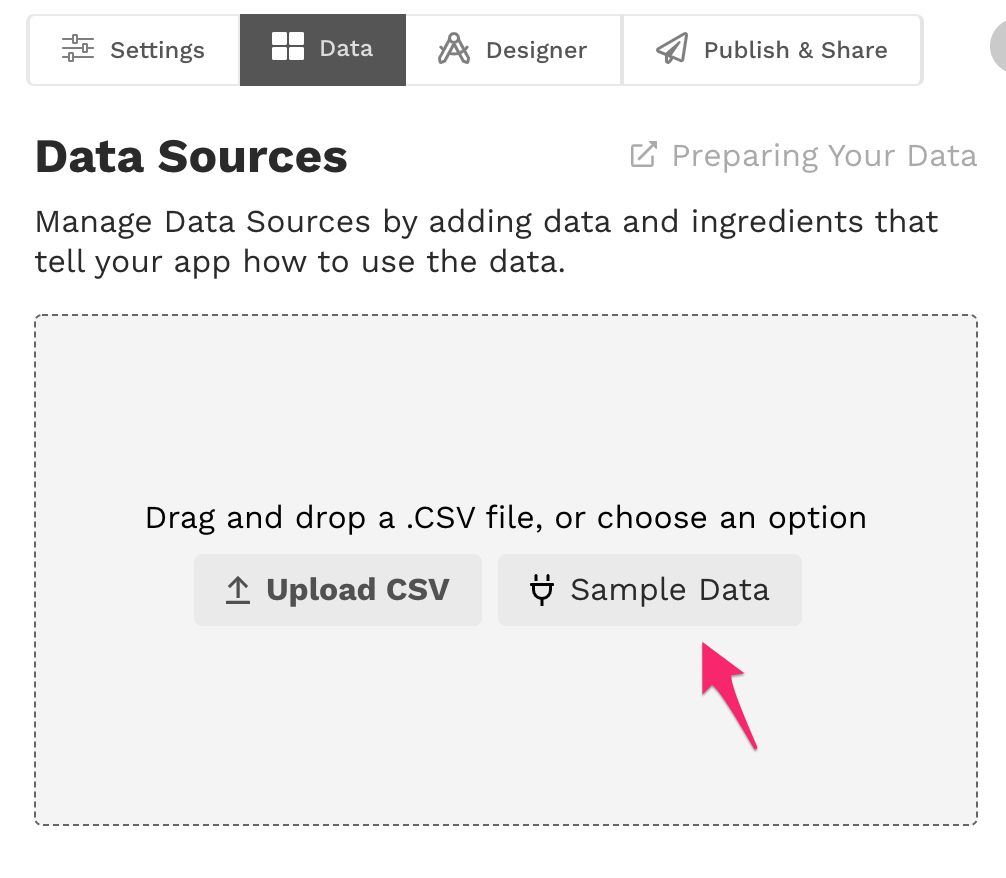 Settings
Data
Designer
Publish & Share
Data Sources
Preparing Your Data
Manage Data Sources by adding data and ingredients that
tell your app how to use the data.
Drag and drop a .CSV file, or choose an option
Upload CSV
Sample Data